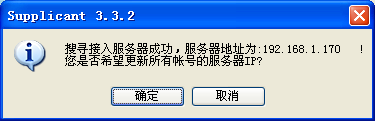 Supplicant 3.3.2
搜寻接入服务器成功，服务器地址为:192.168.1.170 !
您是否希望更新所有帐号的服务器IP?
确定 取消